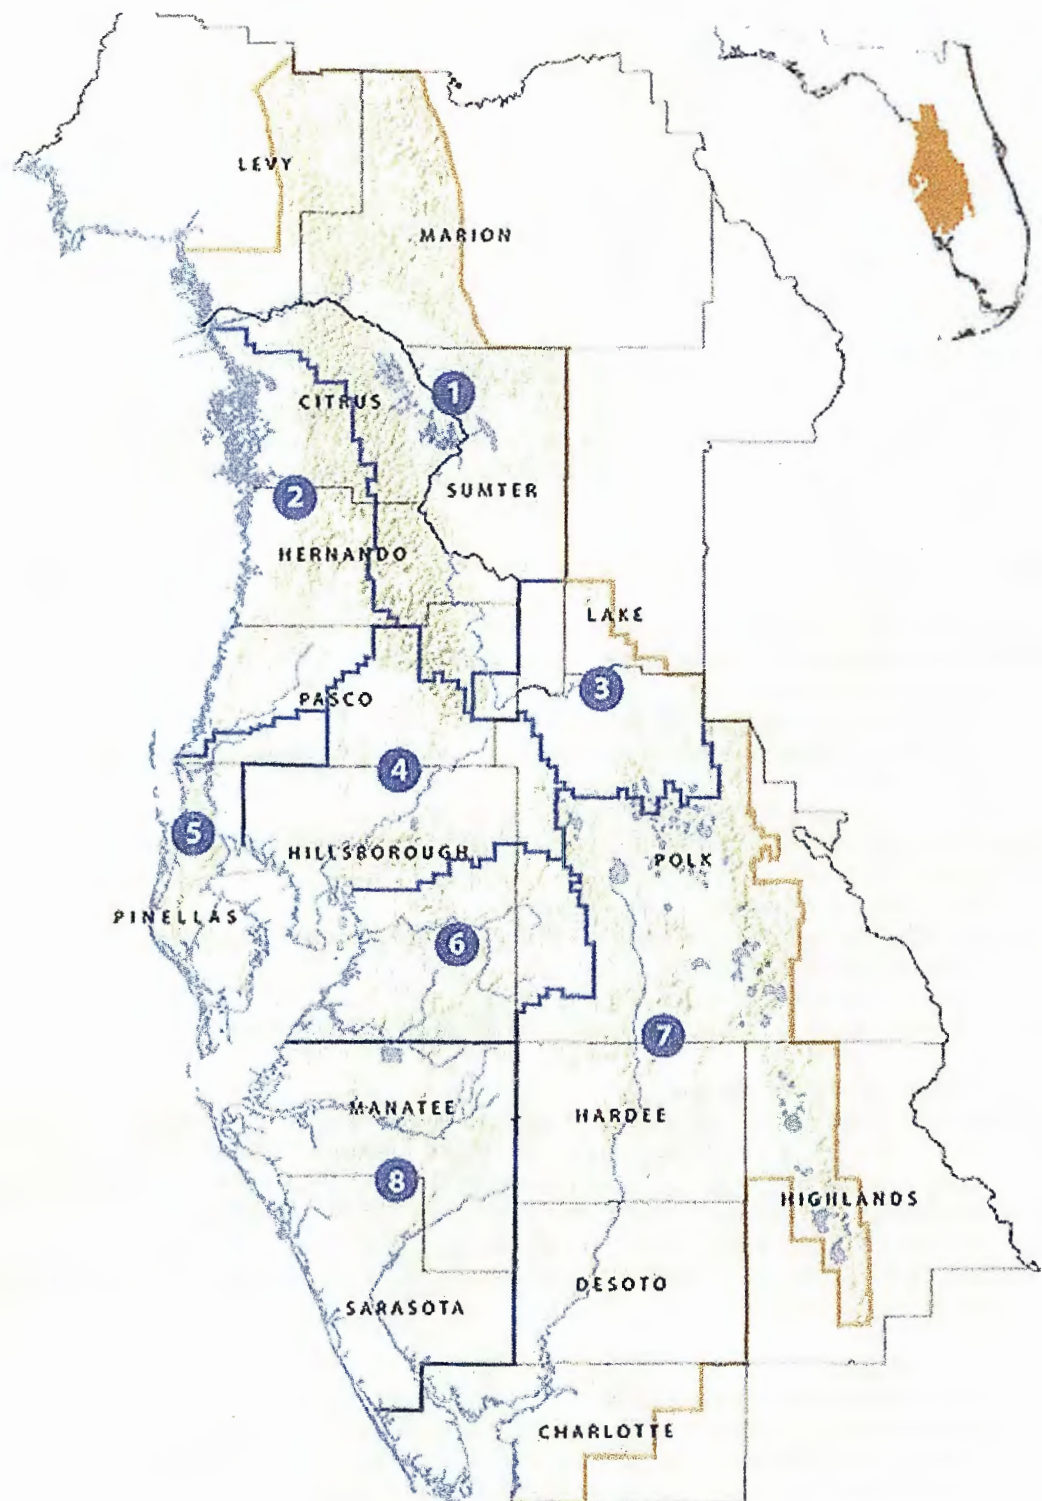 LEVY
MARION
1
CITRUS
2
SUMTER
HERNANDO
LAKE
3
PASCO
4
5
HILLSBOROUGH
POLK
PINELLAS
6
7
MANATEE
HARDEE
8
HIGHLANDS
DESOTO
SARASOTA
CHARLOTTE